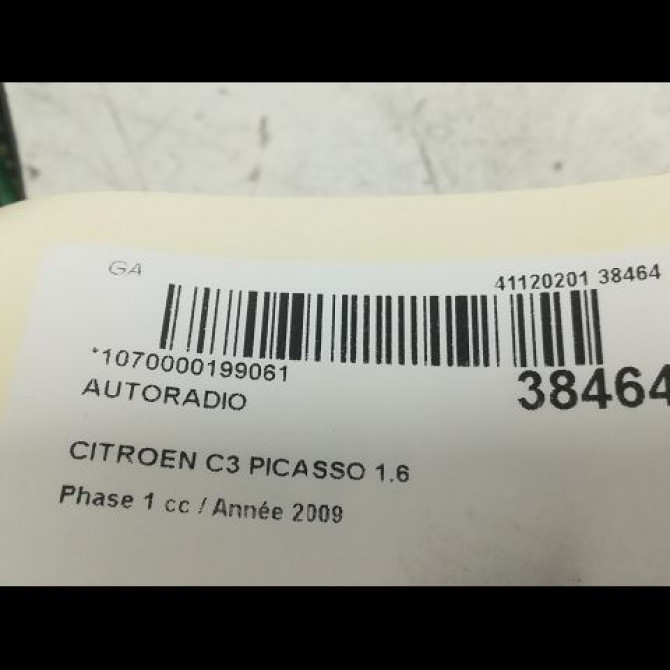 GA
41120201 38464
*1070000199061
38464
AUTORADIO
CITROEN C3 PICASSO 1.6
Phase 1 cc / Année 2009